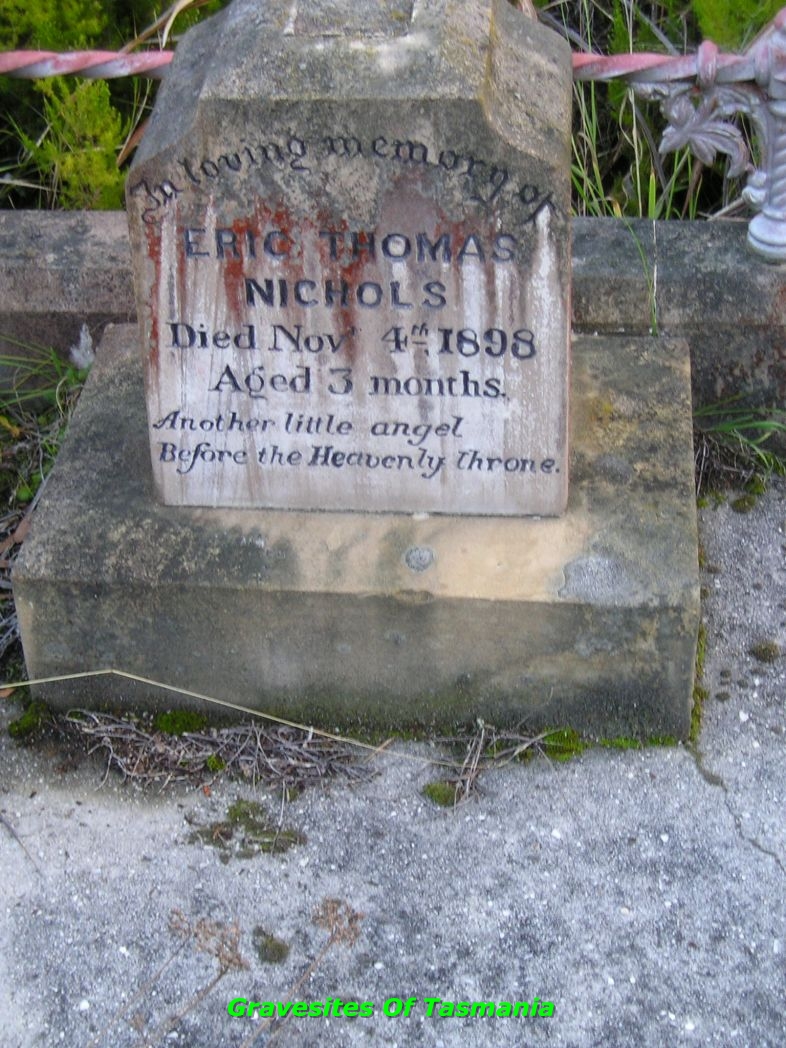 In loving memory of
ERIC THOMAS
NICHOLS
Died Novr 4th 1898
Aged 3 months.
Another little angel
Before the Heavenly throne.
Gravesites Of Tasmania